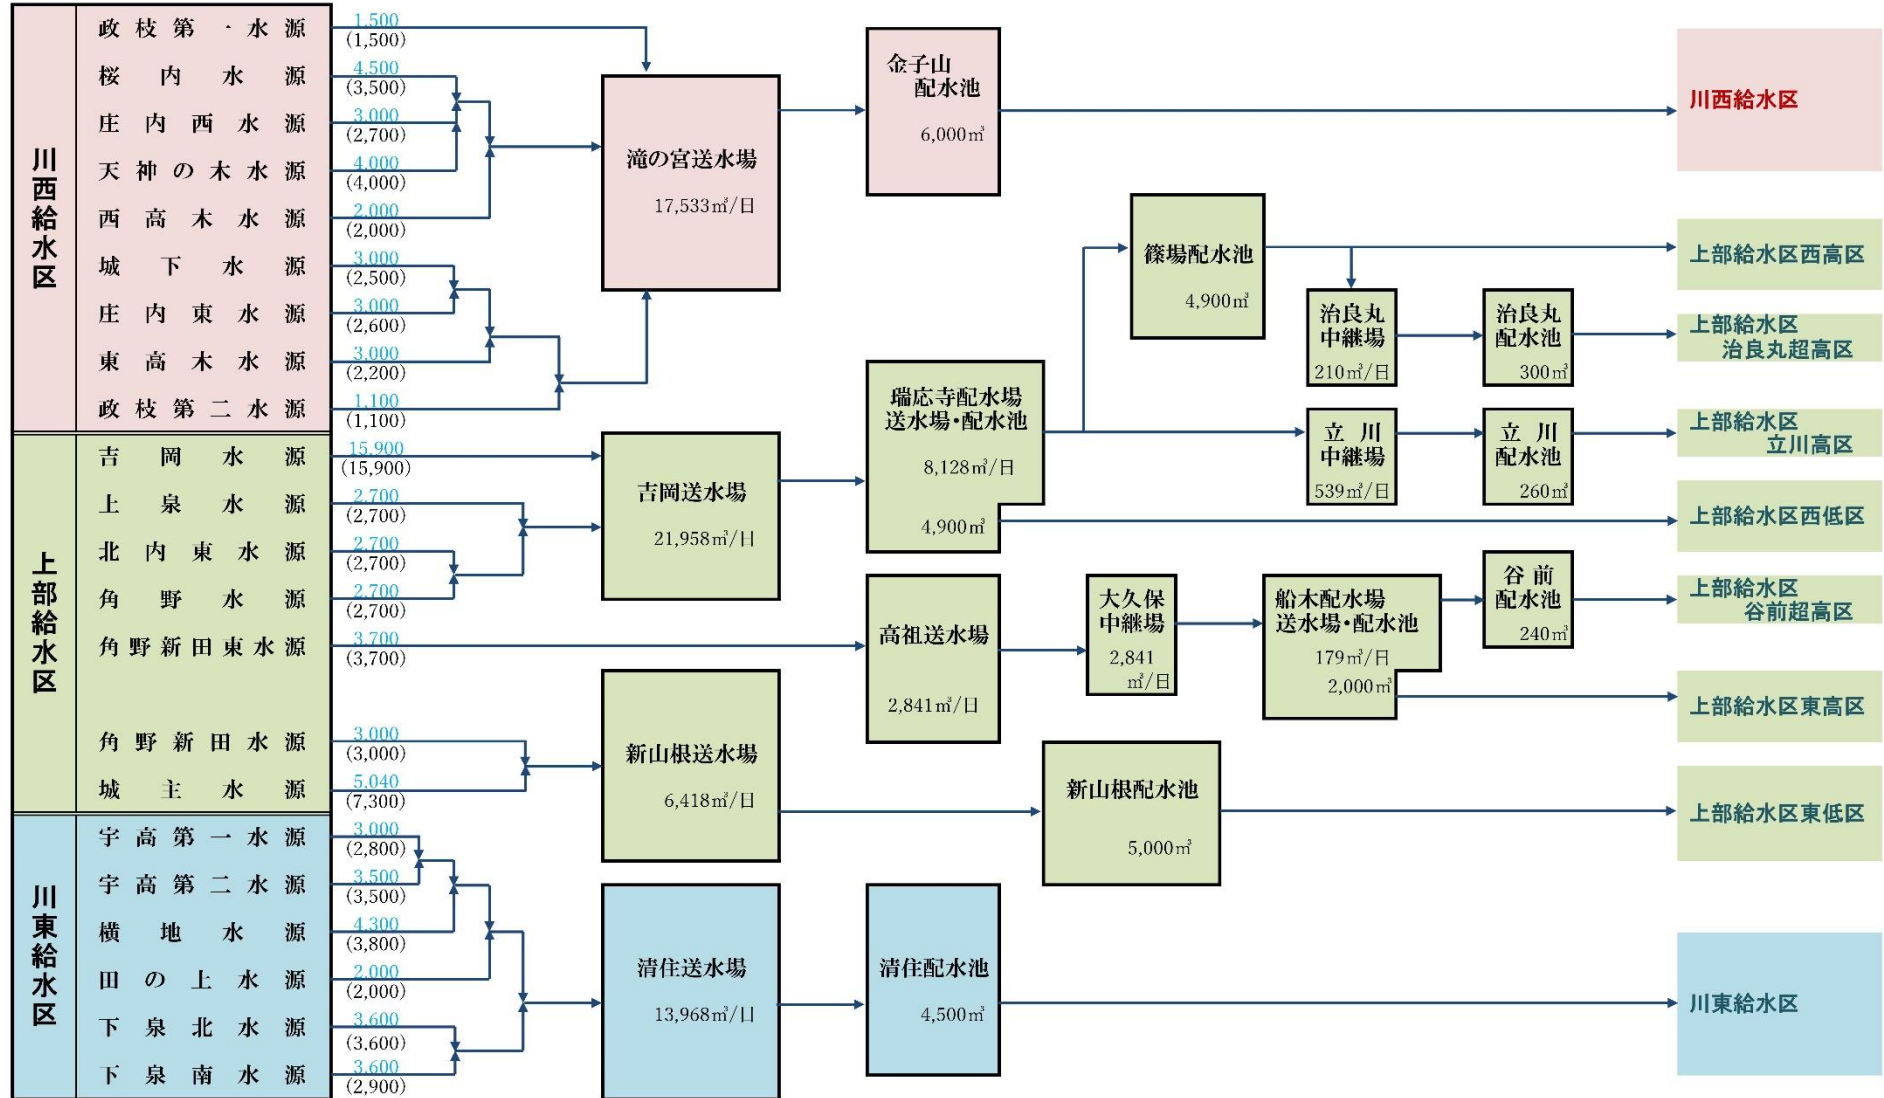 川西給水区
政枝第一水源
1,500
(1,500)
桜内水源
4,500
(3,500)
庄内西水源
3,000
(2,700)
天神の木水源
4,000
(4,000)
西高木水源
2,000
(2,000)
城下水源
3,000
(2,500)
庄内東水源
3,000
(2,600)
東高木水源
3,000
(2,200)
政枝第二水源
1,100
(1,100)
上部給水区
吉岡水源
15,900
(15,900)
上泉水源
2,700
(2,700)
北内東水源
2,700
(2,700)
角野水源
2,700
(2,700)
角野新田東水源
3,700
(3,700)
角野新田水源
3,000
(3,000)
城主水源
5,040
(7,300)
川東給水区
宇高第一水源
3,000
(2,800)
宇高第二水源
3,500
(3,500)
横地水源
4,300
(3,800)
田の上水源
2,000
(2,000)
下泉北水源
3,600
(3,600)
下泉南水源
3,600
(2,900)
滝の宮送水場
17,533㎥/日
吉岡送水場
21,958㎥/日
新山根送水場
6,418㎥/日
清住送水場
13,968㎥/日
金子山
配水池
6,000㎥
瑞応寺配水場
送水場・配水池
8,128㎥/日
4,900㎥
高祖送水場
2,841㎥/日
清住配水池
4,500㎥
大久保
中継場
2,841
㎥/日
新山根配水池
5,000㎥
篠場配水池
4,900㎥
船木配水場
送水場・配水池
179㎥/日
2,000㎥
治良丸
中継場
210㎥/日
立川
中継場
539㎥/日
治良丸
配水池
300㎥
立川
配水池
260㎥
谷前
配水池
240㎥
川西給水区
上部給水区西高区
上部給水区
治良丸超高区
上部給水区
立川高区
上部給水区西低区
上部給水区
谷前超高区
上部給水区東高区
上部給水区東低区
川東給水区